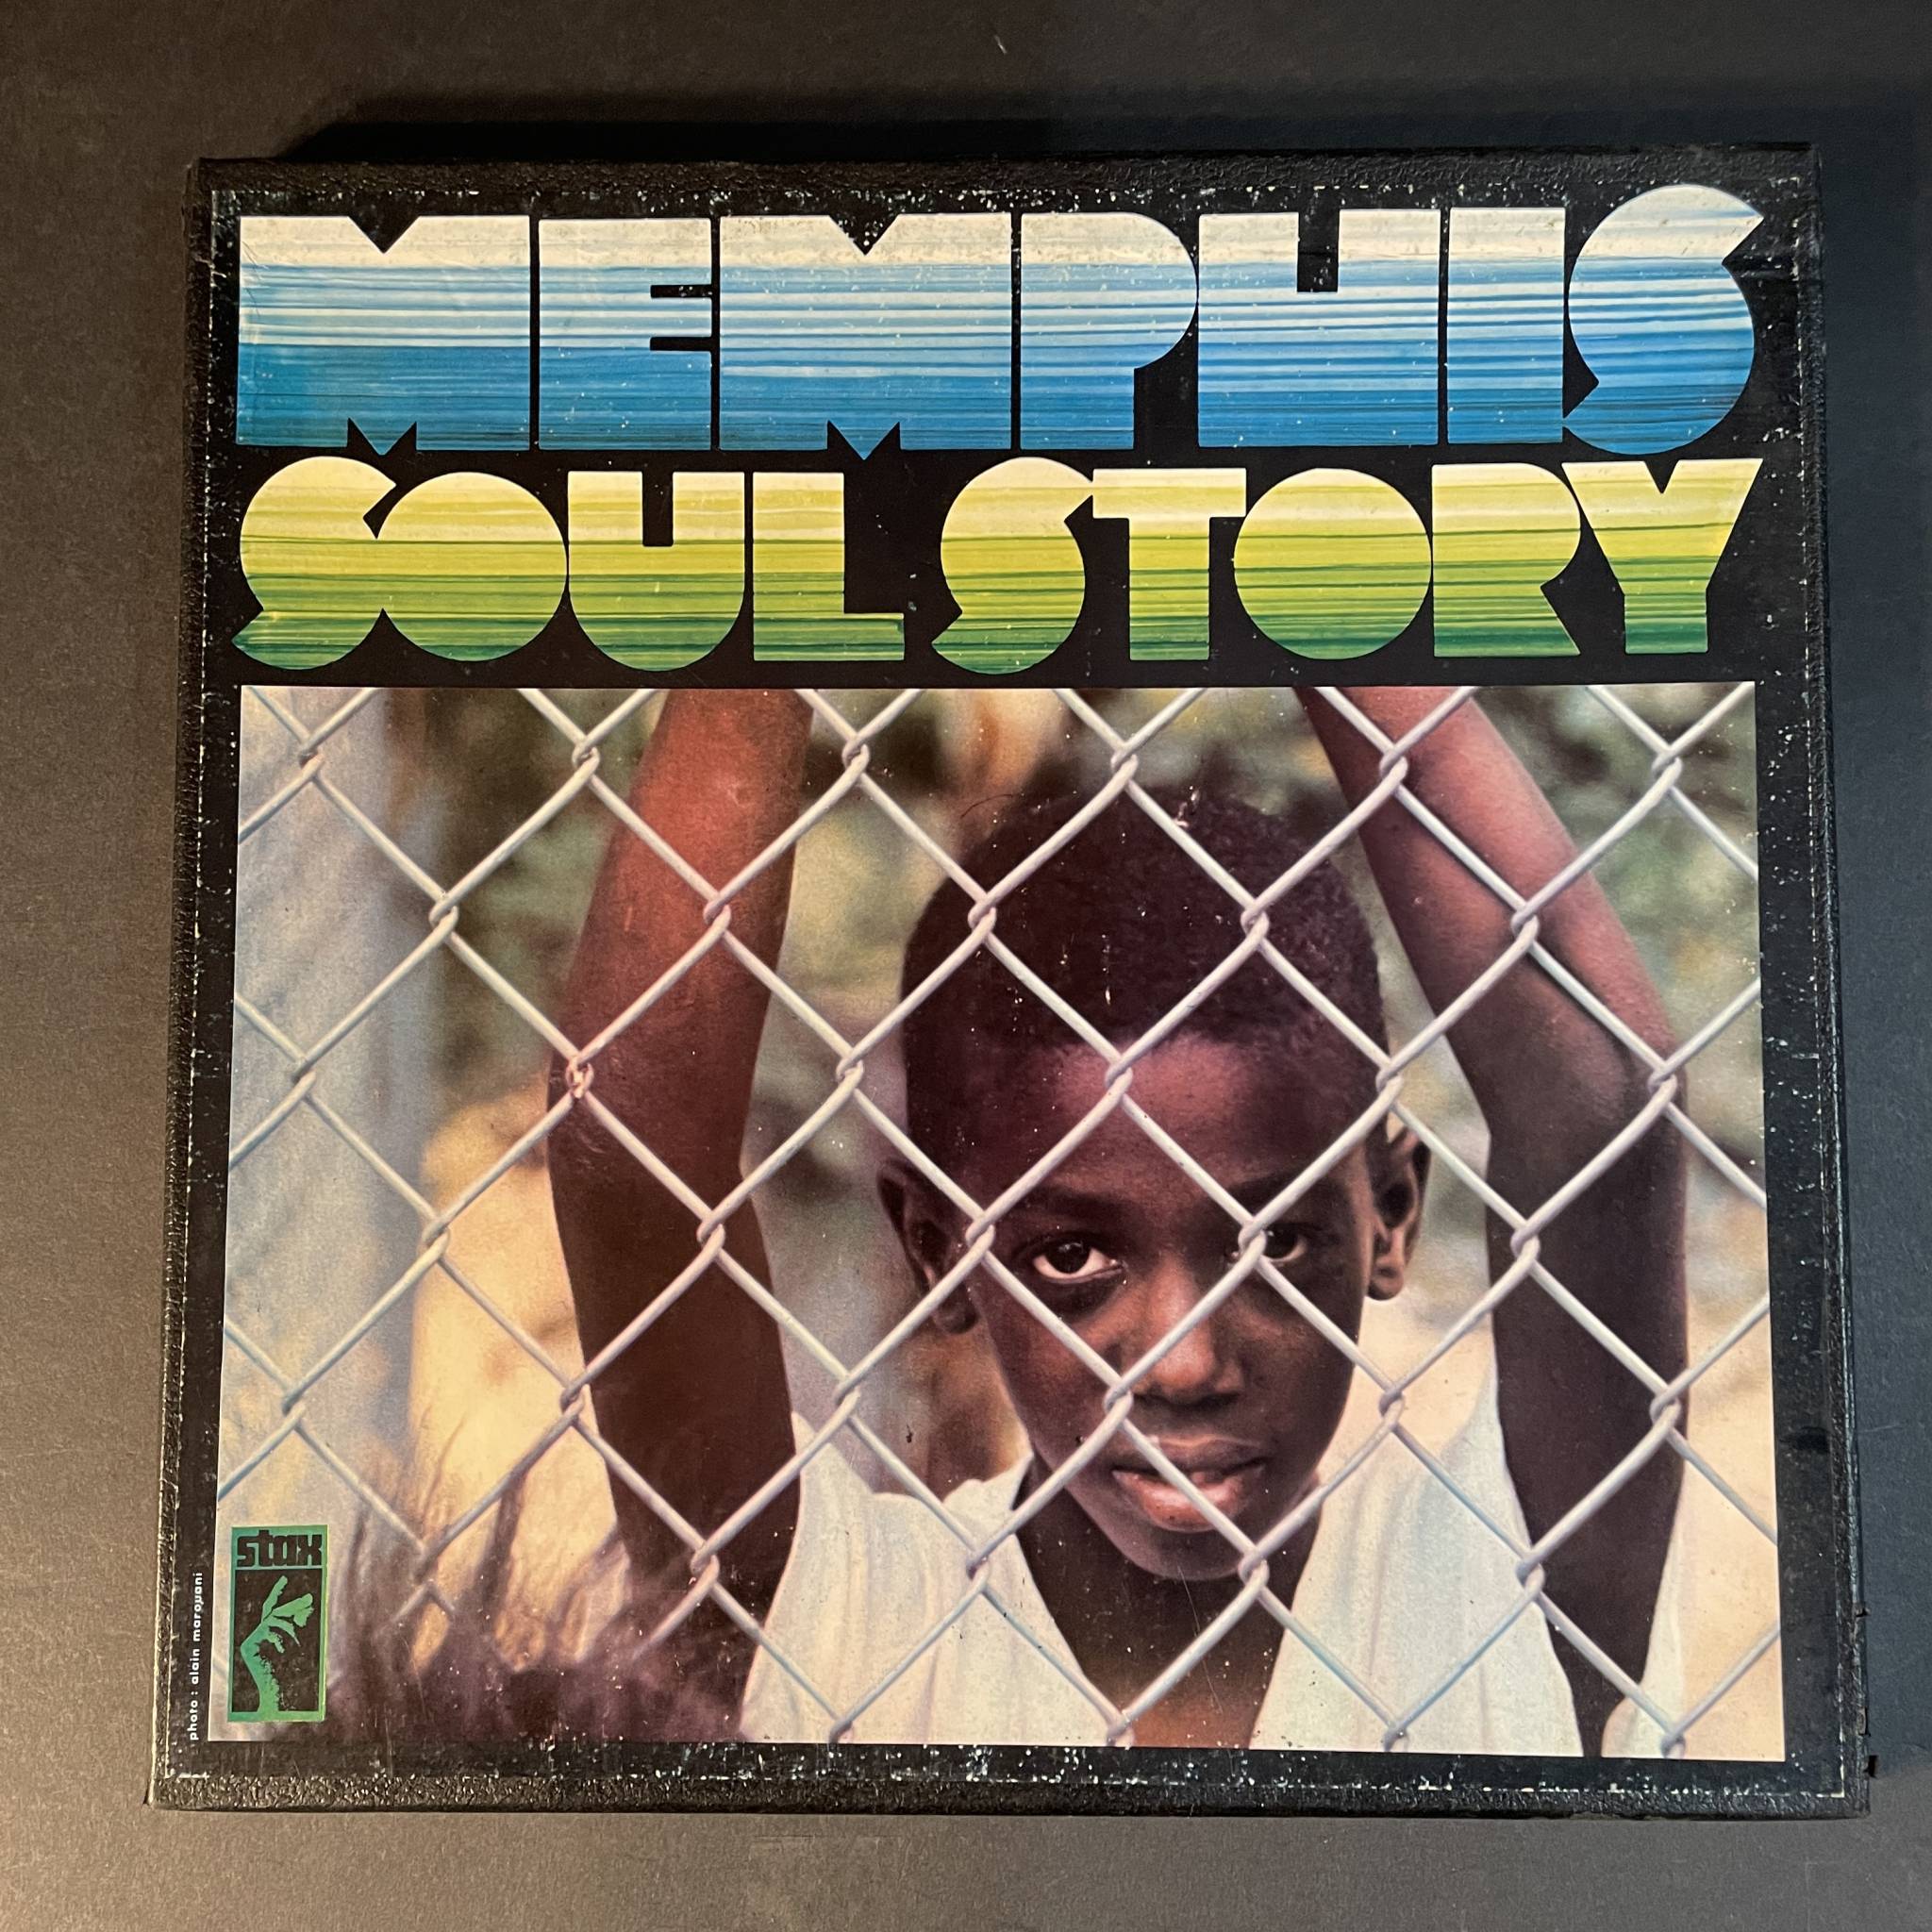 MEMPHIS
SOUL STORY
stax
photo : alain marouani